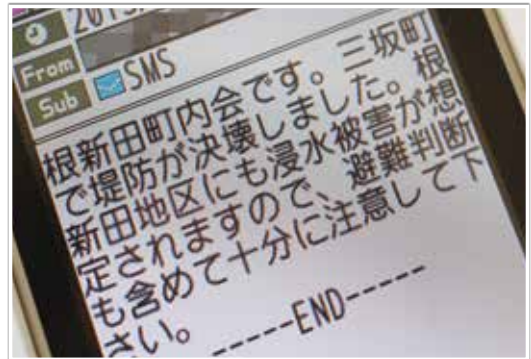 2015.
From
Sub SMS
根新田町内会です。三坂町
で堤防が決壊しました。根
新田地区にも浸水被害が想
定されますので、避難判断
も含めて十分に注意して下
さい。
-----END-----